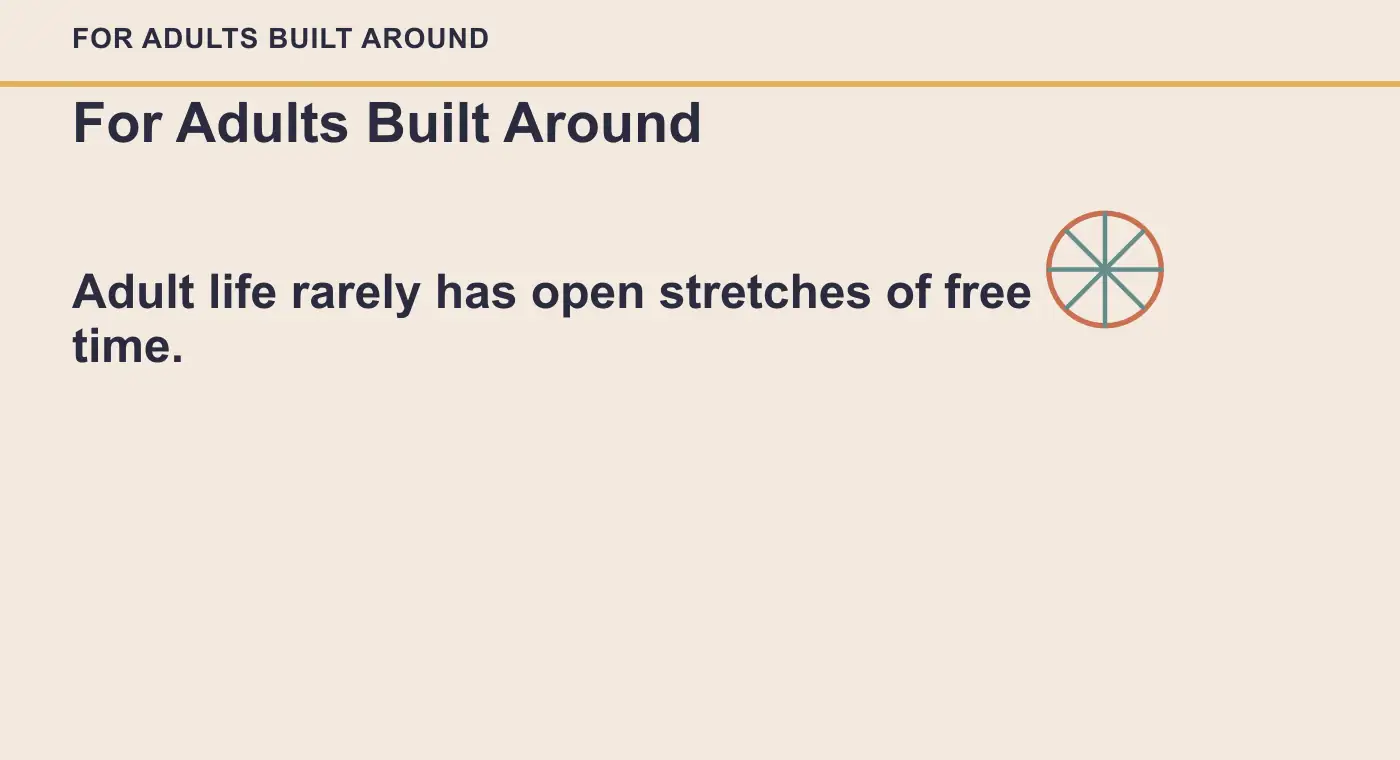 FOR ADULTS BUILT AROUND
For Adults Built Around
Adult life rarely has open stretches of free
time.